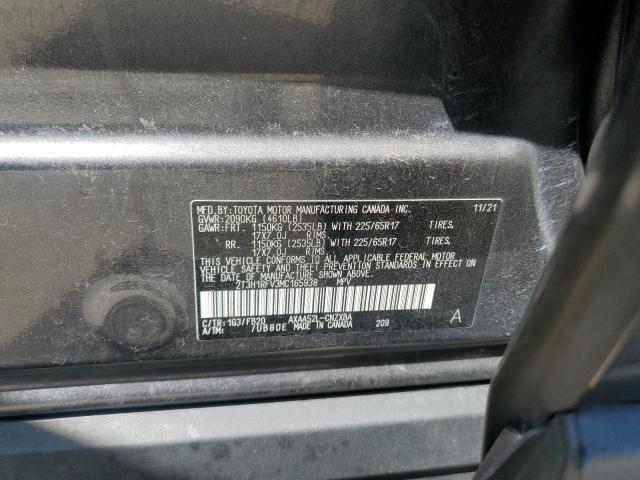 MFD.BY:TOYOTA MOTOR MANUFACTURING CANADA INC. 11/21
GVWR:2090KG (4610LB)
GAWR:FRT. 1150KG (2535LB) WITH 225/65R17 TIRES,
17X7.0J RIMS,
RR. 1150KG (2535LB) WITH 225/65R17 TIRES,
17X7.0J RIMS,
THIS VEHICLE CONFORMS TO ALL APPLICABLE FEDERAL MOTOR
VEHICLE SAFETY, BUMPER, AND THEFT PREVENTION STANDARDS IN EFFECT
ON THE DATE OF MANUFACTURE SHOWN ABOVE.
2T3H1RFV3MC165938 MPV
C/TR:1G3/FB20 AXAA52L-CNZXBA A
A/TM: 70B80E MADE IN CANADA 209